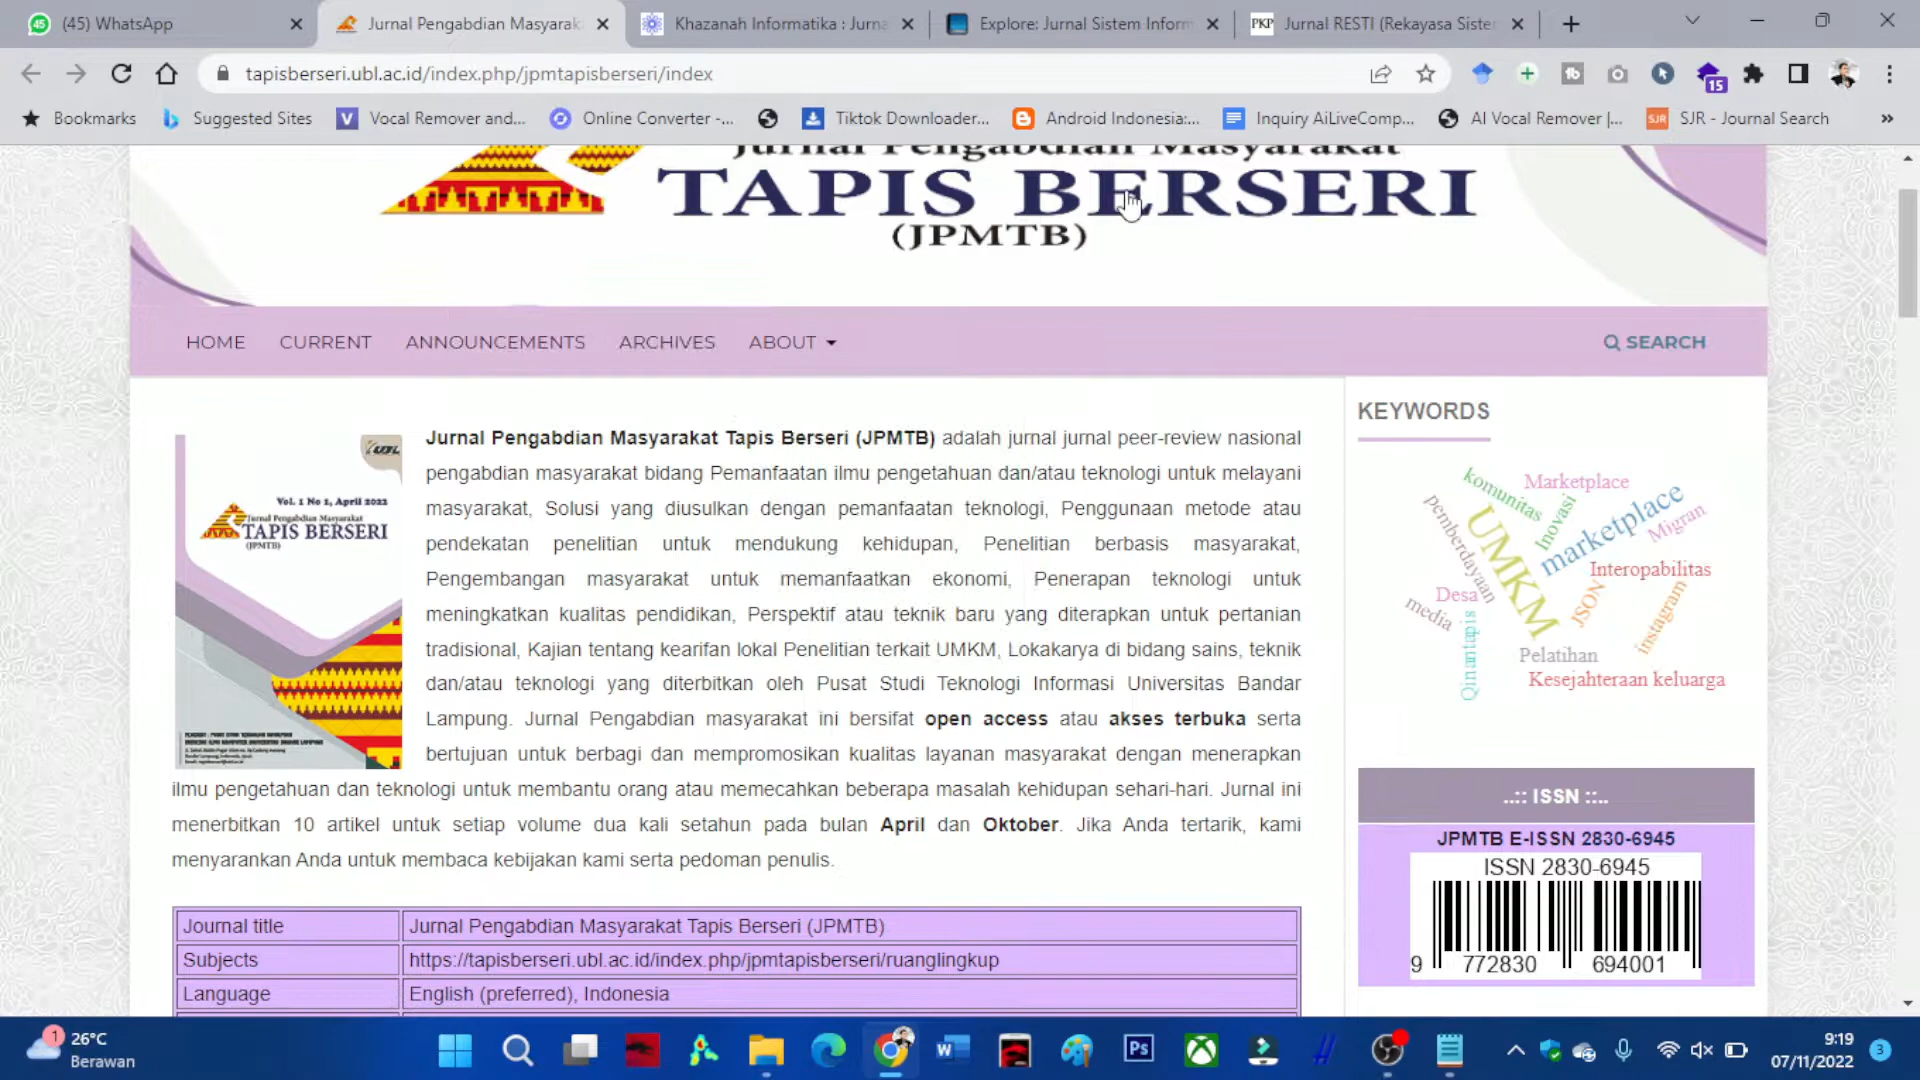 (45) WhatsApp
Jurnal Pengabdian Masyarak
Khazanah Informatika : Jurna
Explore: Jurnal Sistem Inform
PKP Jurnal RESTI (Rekayasa Sister
tapisberseri.ubl.ac.id/index.php/jpmtapisberseri/index
15
Bookmarks
Suggested Sites
Vocal Remover and...
Online Converter -...
Tiktok Downloader...
Android Indonesia:...
Inquiry AiLiveComp...
AI Vocal Remover |...
SJR SJR - Journal Search
»
Jurnal Pengabdian Masyarakat
TAPIS BERSERI
(JPMTB)
HOME CURRENT ANNOUNCEMENTS ARCHIVES ABOUT SEARCH
UBL
Vol. 1 No 1, April 2022
Jurnal Pengabdian Masyarakat
TAPIS BERSERI
(JPMTB)
Jurnal Pengabdian Masyarakat Tapis Berseri (JPMTB) adalah jurnal jurnal peer-review nasional
pengabdian masyarakat bidang Pemanfaatan ilmu pengetahuan dan/atau teknologi untuk melayani
masyarakat, Solusi yang diusulkan dengan pemanfaatan teknologi, Penggunaan metode atau
pendekatan penelitian untuk mendukung kehidupan, Penelitian berbasis masyarakat,
Pengembangan masyarakat untuk memanfaatkan ekonomi, Penerapan teknologi untuk
meningkatkan kualitas pendidikan, Perspektif atau teknik baru yang diterapkan untuk pertanian
tradisional, Kajian tentang kearifan lokal Penelitian terkait UMKM, Lokakarya di bidang sains, teknik
dan/atau teknologi yang diterbitkan oleh Pusat Studi Teknologi Informasi Universitas Bandar
Lampung. Jurnal Pengabdian masyarakat ini bersifat open access atau akses terbuka serta
bertujuan untuk berbagi dan mempromosikan kualitas layanan masyarakat dengan menerapkan
ilmu pengetahuan dan teknologi untuk membantu orang atau memecahkan beberapa masalah kehidupan sehari-hari. Jurnal ini
menerbitkan 10 artikel untuk setiap volume dua kali setahun pada bulan April dan Oktober. Jika Anda tertarik, kami
menyarankan Anda untuk membaca kebijakan kami serta pedoman penulis.
Journal title Jurnal Pengabdian Masyarakat Tapis Berseri (JPMTB)
Subjects https://tapisberseri.ubl.ac.id/index.php/jpmtapisberseri/ruanglingkup
Language English (preferred), Indonesia
KEYWORDS
komunitas
Marketplace
Inovasi
marketplace
Migran
pemberdayaan
UMKM
Interopabilitas
Desa
media
JSON
instagram
Qinantapis
Pelatihan
Kesejahteraan keluarga
..:: ISSN ::..
JPMTB E-ISSN 2830-6945
ISSN 2830-6945
9 772830 694001
1
26°C
Berawan
W
Ps
9:19
07/11/2022
3